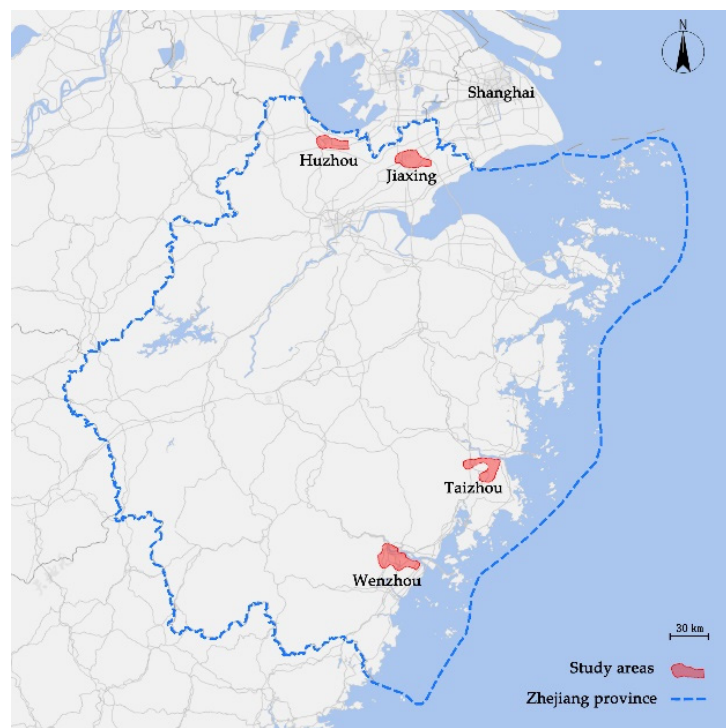 N
Shanghai
Huzhou
Jiaxing
Taizhou
Wenzhou
30 km
Study areas
Zhejiang province